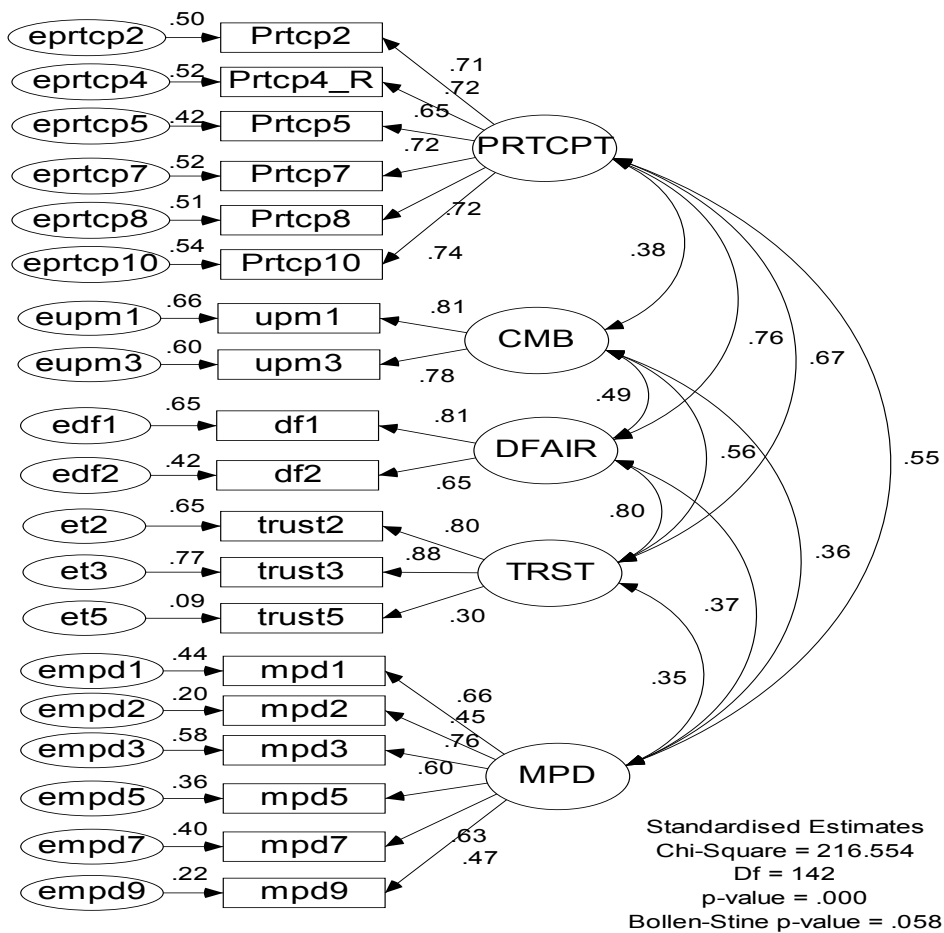 .50
eprtcp2 Prtcp2
.71
.52
eprtcp4 Prtcp4_R
.72
.65
.42
eprtcp5 Prtcp5
.72
PRTCPT
.52
eprtcp7 Prtcp7
.51
eprtcp8 Prtcp8
.72
.54
eprtcp10 Prtcp10
.74
.38
.66
eupm1 upm1
.81
CMB
.60
eupm3 upm3
.78
.76
.67
.49
.65
edf1 df1
.81
DFAIR
.42
edf2 df2
.65
.56
.55
.80
.65
et2 trust2
.80
.77
et3 trust3
.88
TRST
.36
.09
et5 trust5
.30
.37
.35
.44
empd1 mpd1
.66
.20
empd2 mpd2
.45
.76
.58
empd3 mpd3
.60
MPD
.36
empd5 mpd5
.40
empd7 mpd7
.63
.47
.22
empd9 mpd9
Standardised Estimates
Chi-Square = 216.554
Df = 142
p-value = .000
Bollen-Stine p-value = .058